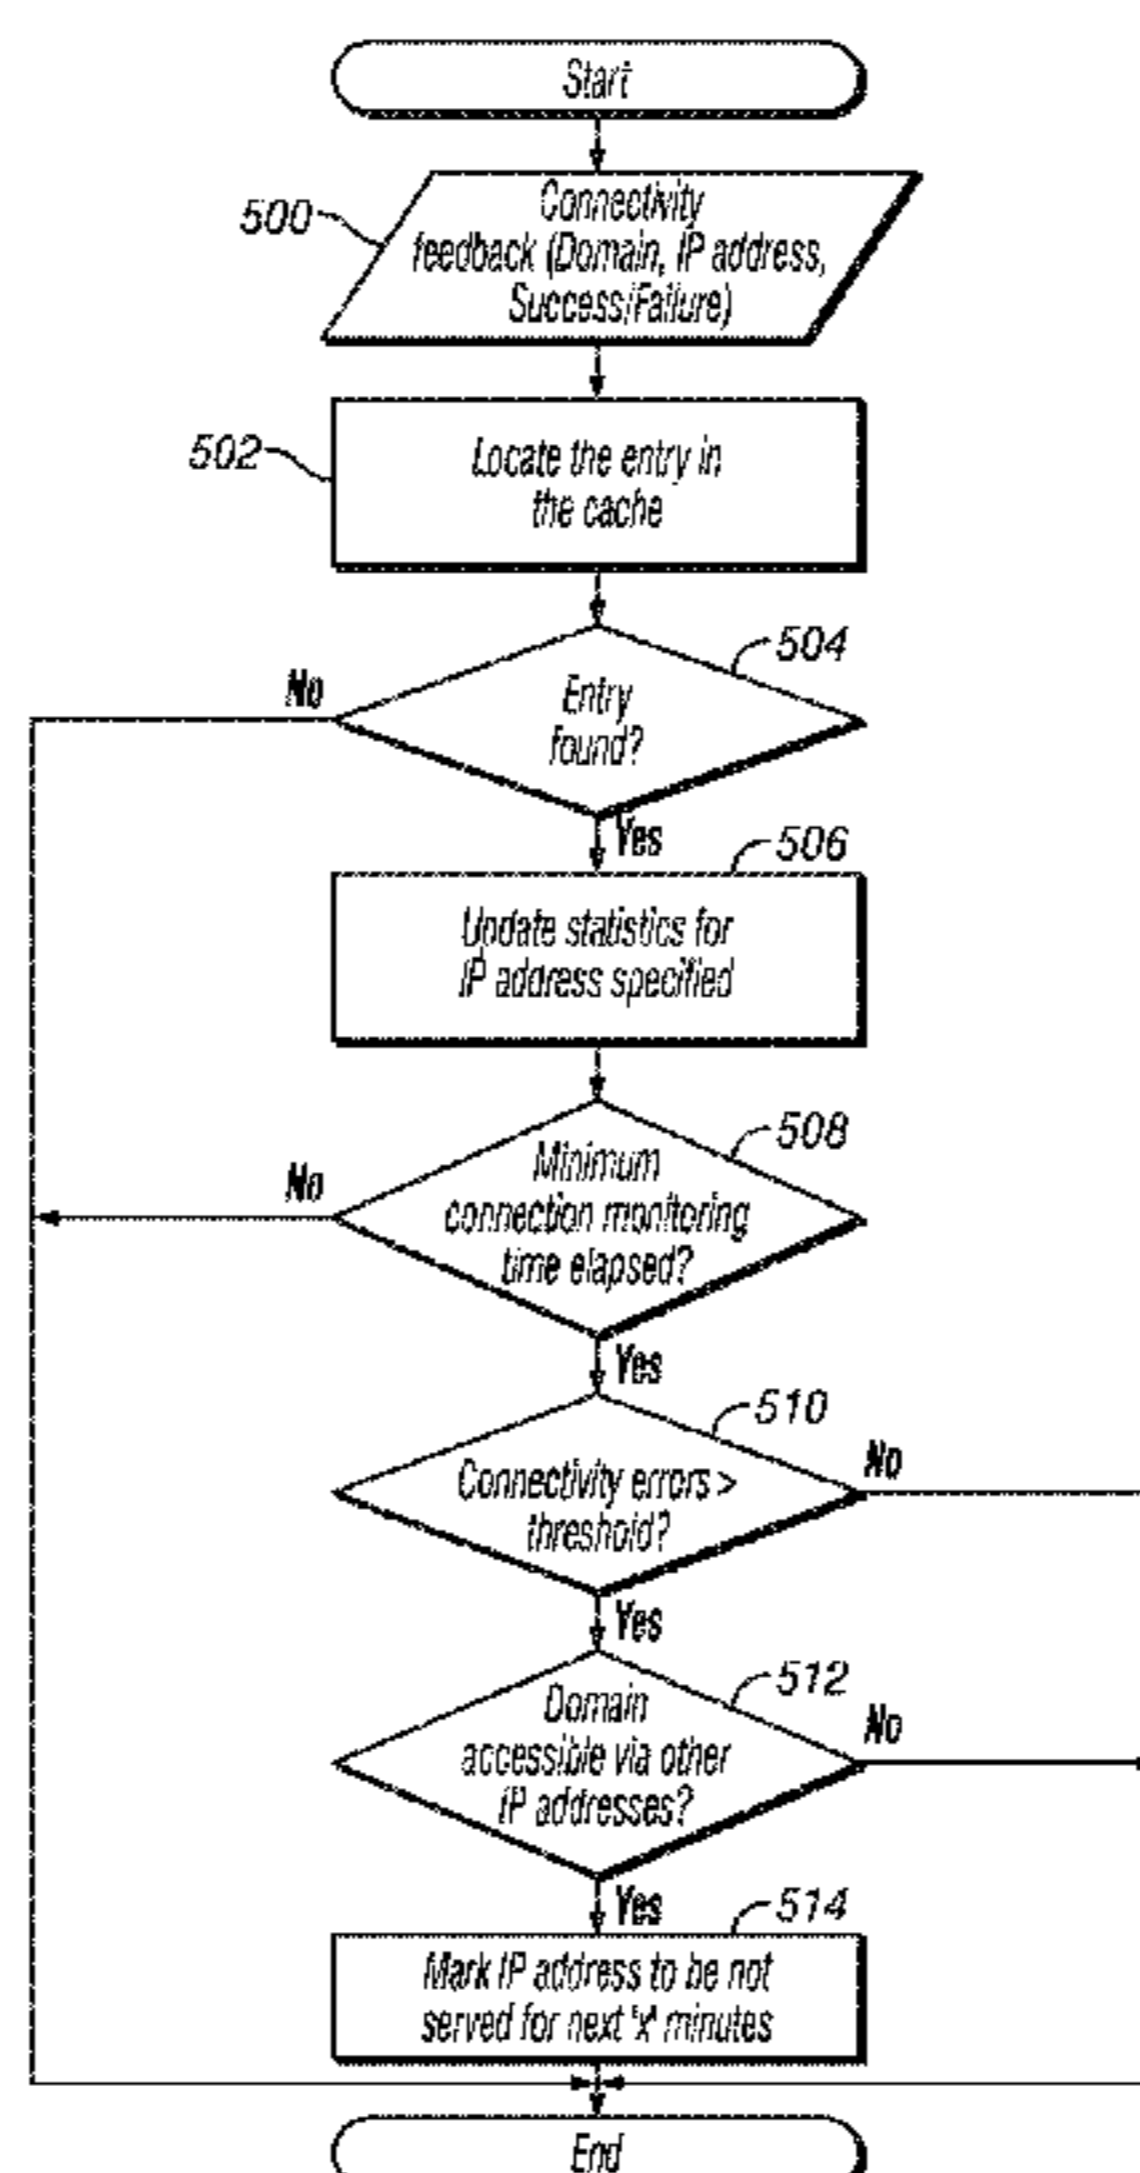 Start
500
Connectivity
feedback (Domain, IP address,
Success/Failure)
502
Locate the entry in
the cache
504
No
Entry
found?
Yes
506
Update statistics for
IP address specified
508
No
Minimum
connection monitoring
time elapsed?
Yes
510
No
Connectivity errors >
threshold?
Yes
512
No
Domain
accessible via other
IP addresses?
Yes
514
Mark IP address to be not
served for next 'x' minutes
End